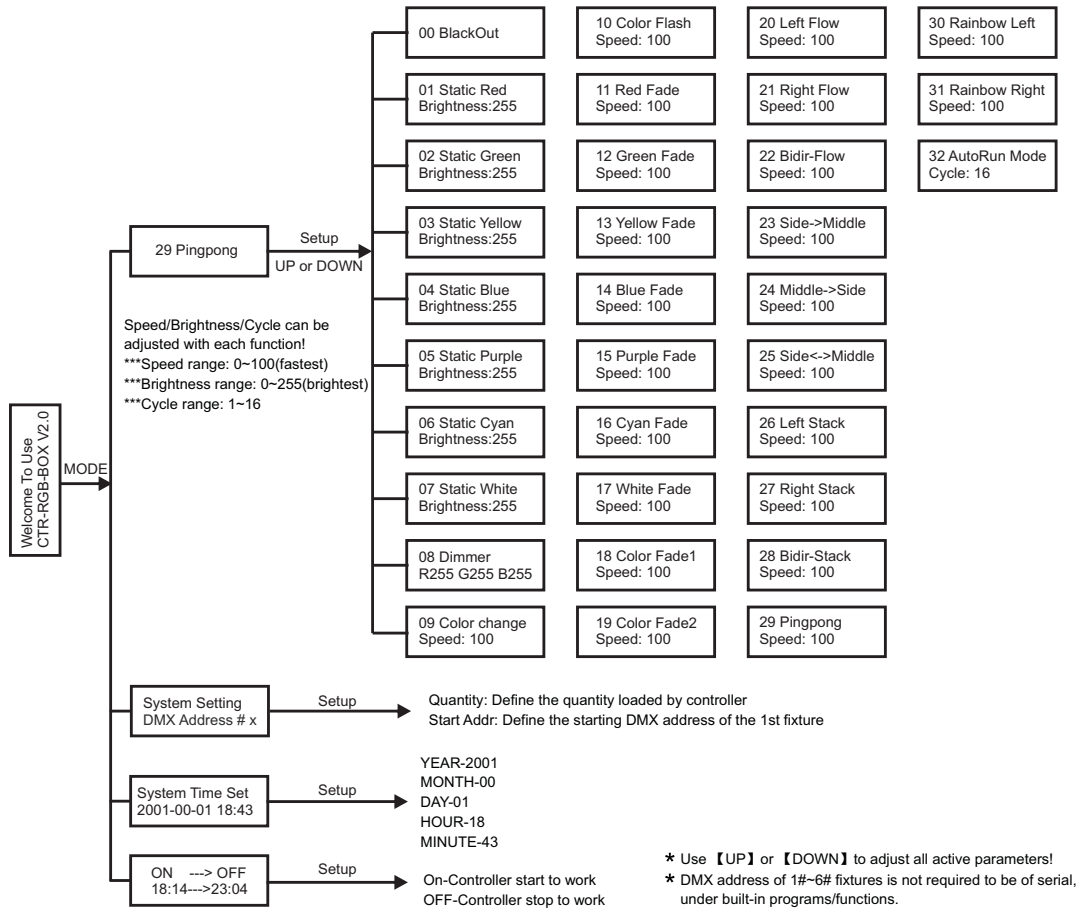 Welcome To Use
CTR-RGB-BOX V2.0
MODE
29 Pingpong
Setup
UP or DOWN
Speed/Brightness/Cycle can be
adjusted with each function!
***Speed range: 0~100(fastest)
***Brightness range: 0~255(brightest)
***Cycle range: 1~16
00 BlackOut
01 Static Red
Brightness:255
02 Static Green
Brightness:255
03 Static Yellow
Brightness:255
04 Static Blue
Brightness:255
05 Static Purple
Brightness:255
06 Static Cyan
Brightness:255
07 Static White
Brightness:255
08 Dimmer
R255 G255 B255
09 Color change
Speed: 100
10 Color Flash
Speed: 100
11 Red Fade
Speed: 100
12 Green Fade
Speed: 100
13 Yellow Fade
Speed: 100
14 Blue Fade
Speed: 100
15 Purple Fade
Speed: 100
16 Cyan Fade
Speed: 100
17 White Fade
Speed: 100
18 Color Fade1
Speed: 100
19 Color Fade2
Speed: 100
20 Left Flow
Speed: 100
21 Right Flow
Speed: 100
22 Bidir-Flow
Speed: 100
23 Side->Middle
Speed: 100
24 Middle->Side
Speed: 100
25 Side<->Middle
Speed: 100
26 Left Stack
Speed: 100
27 Right Stack
Speed: 100
28 Bidir-Stack
Speed: 100
29 Pingpong
Speed: 100
30 Rainbow Left
Speed: 100
31 Rainbow Right
Speed: 100
32 AutoRun Mode
Cycle: 16
System Setting
DMX Address # x
Setup
Quantity: Define the quantity loaded by controller
Start Addr: Define the starting DMX address of the 1st fixture
System Time Set
2001-00-01 18:43
Setup
YEAR-2001
MONTH-00
DAY-01
HOUR-18
MINUTE-43
ON ---> OFF
18:14--->23:04
Setup
On-Controller start to work
OFF-Controller stop to work
* Use 【UP】 or 【DOWN】 to adjust all active parameters!
* DMX address of 1#~6# fixtures is not required to be of serial,
under built-in programs/functions.